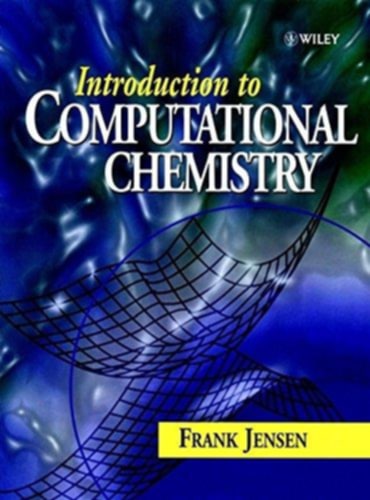 WILEY
Introduction to
COMPUTATIONAL
CHEMISTRY
FRANK JENSEN